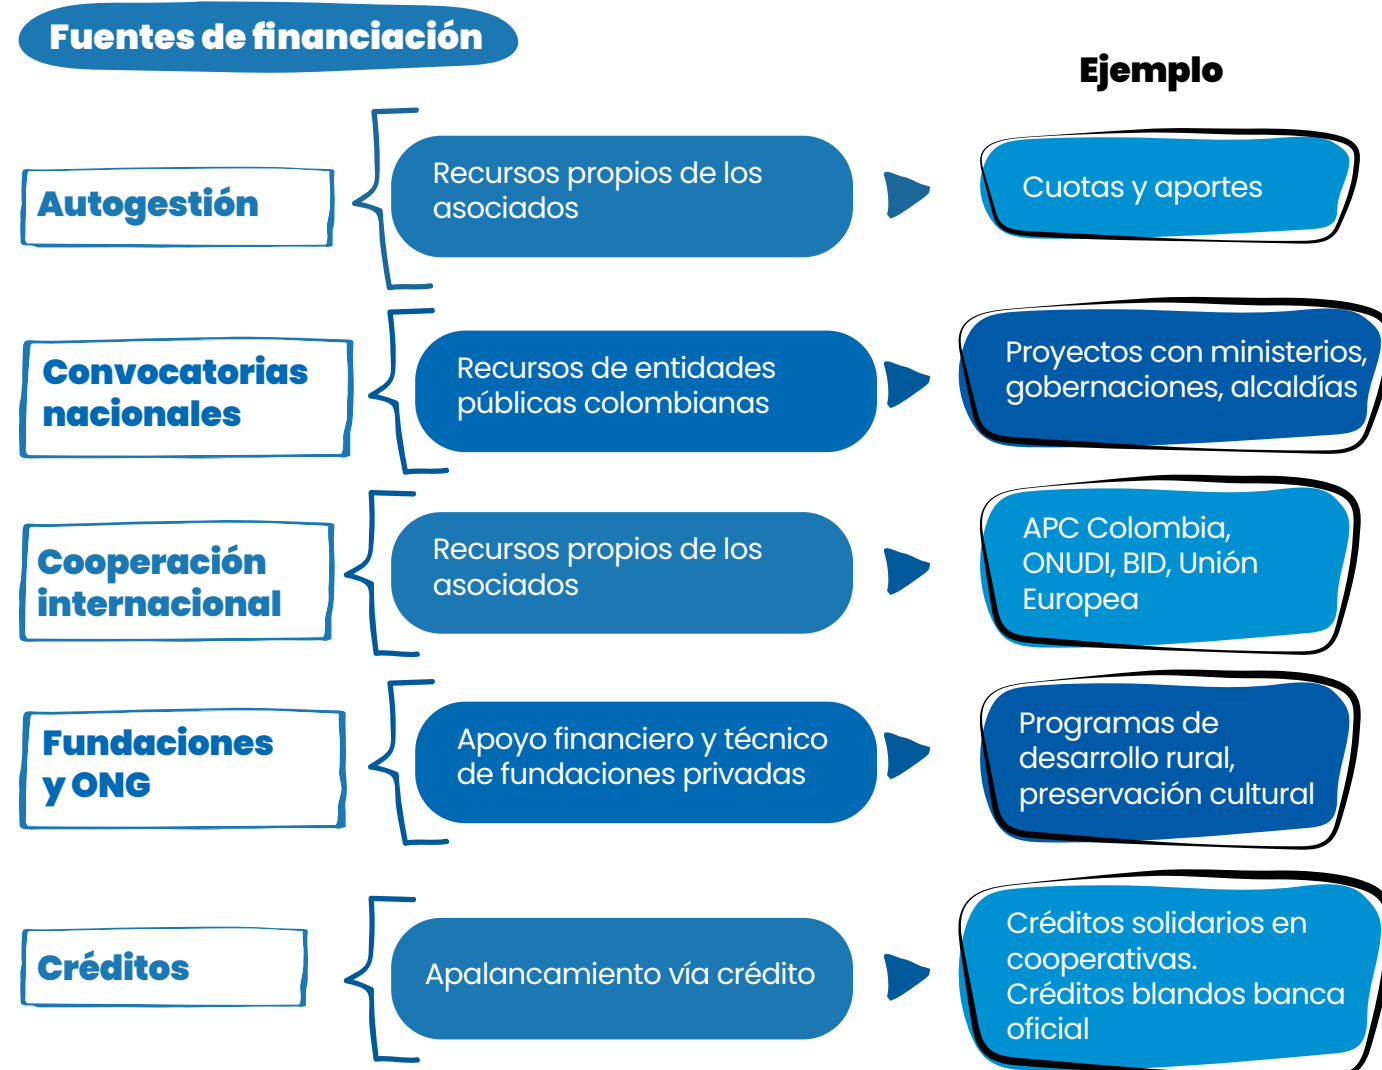 Fuentes de financiación
Ejemplo
Autogestión
Recursos propios de los
asociados
Cuotas y aportes
Convocatorias
nacionales
Recursos de entidades
públicas colombianas
Proyectos con ministerios,
gobernaciones, alcaldías
Cooperación
internacional
Recursos propios de los
asociados
APC Colombia,
ONUDI, BID, Unión
Europea
Fundaciones
y ONG
Apoyo financiero y técnico
de fundaciones privadas
Programas de
desarrollo rural,
preservación cultural
Créditos
Apalancamiento vía crédito
Créditos solidarios en
cooperativas.
Créditos blandos banca
oficial